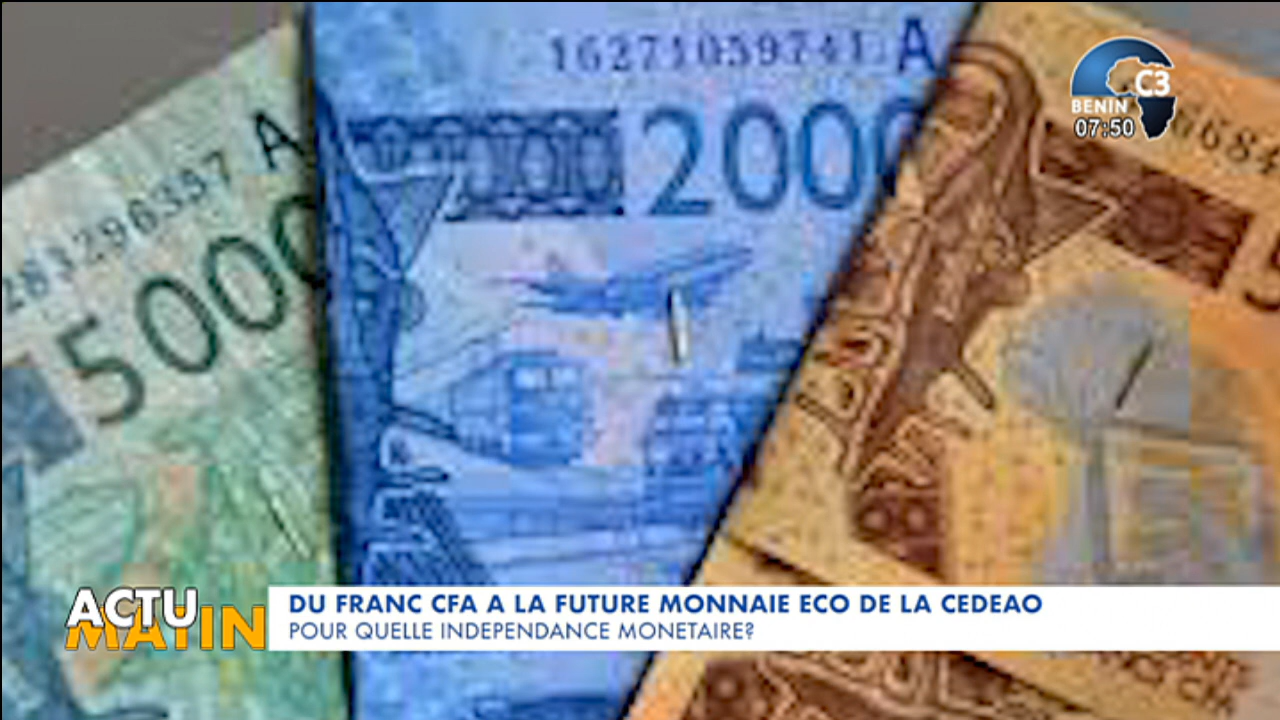 16271059741 A
2000
5000
A
C3
BENIN
07:50
ACTU
MATIN
DU FRANC CFA A LA FUTURE MONNAIE ECO DE LA CEDEAO
POUR QUELLE INDEPENDANCE MONETAIRE?